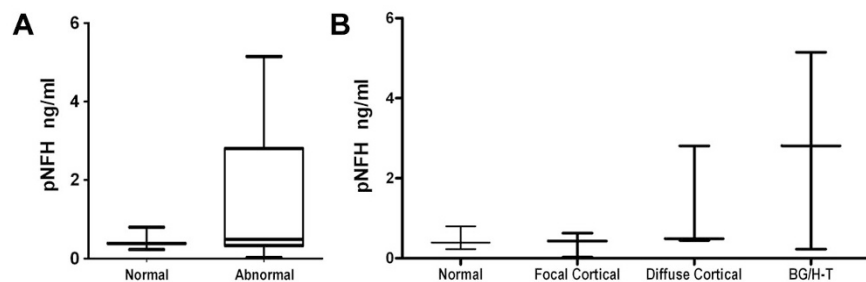 A
pNFH ng/ml
6
4
2
0
Normal Abnormal
B
pNFH ng/ml
6
4
2
0
Normal Focal Cortical Diffuse Cortical BG/H-T